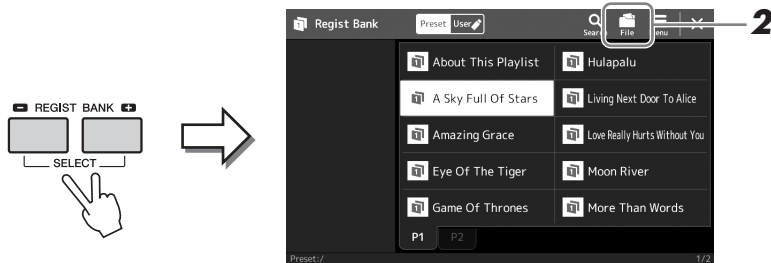 REGIST BANK
SELECT
Regist Bank
Preset User
Search File Menu
2
About This Playlist
Hulapalu
A Sky Full Of Stars
Living Next Door To Alice
Amazing Grace
Love Really Hurts Without You
Eye Of The Tiger
Moon River
Game Of Thrones
More Than Words
P1 P2
Preset:/
1/2